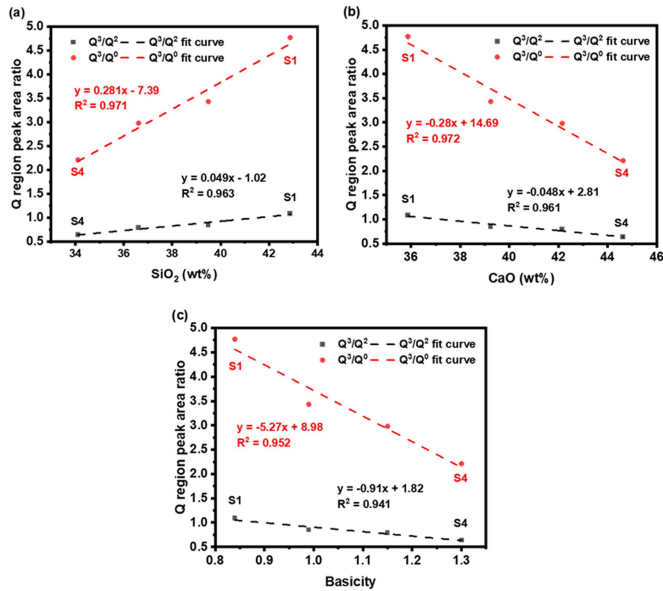 (a)
Q³/Q² Q³/Q² fit curve
Q³/Q⁰ Q³/Q⁰ fit curve
S1
y = 0.281x - 7.39
R² = 0.971
S4
y = 0.049x - 1.02
R² = 0.963
S4
S1
5.0
4.5
4.0
3.5
3.0
2.5
2.0
1.5
1.0
0.5
34 36 38 40 42 44
SiO₂ (wt%)
Q region peak area ratio
(b)
Q³/Q² Q³/Q² fit curve
Q³/Q⁰ Q³/Q⁰ fit curve
S1
y = -0.28x + 14.69
R² = 0.972
S4
y = -0.048x + 2.81
R² = 0.961
S1
S4
5.0
4.5
4.0
3.5
3.0
2.5
2.0
1.5
1.0
0.5
36 38 40 42 44 46
CaO (wt%)
Q region peak area ratio
(c)
Q³/Q² Q³/Q² fit curve
Q³/Q⁰ Q³/Q⁰ fit curve
S1
y = -5.27x + 8.98
R² = 0.952
S4
y = -0.91x + 1.82
R² = 0.941
S1
S4
5.0
4.5
4.0
3.5
3.0
2.5
2.0
1.5
1.0
0.5
0.8 0.9 1.0 1.1 1.2 1.3
Basicity
Q region peak area ratio